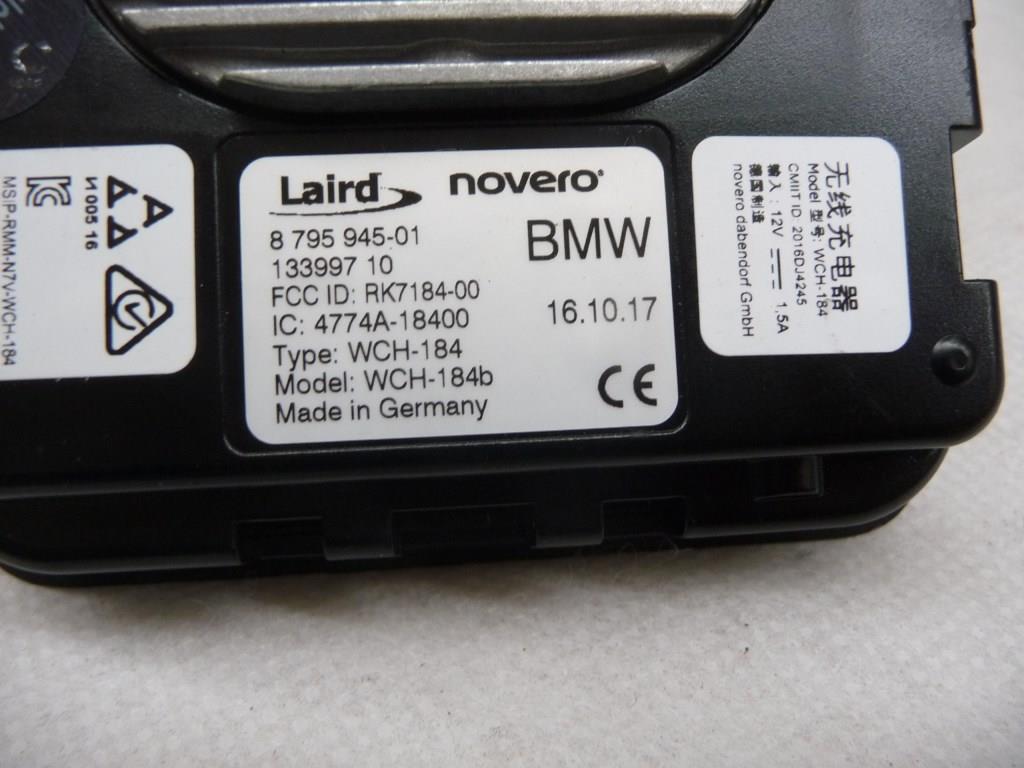 MSIP-RMM-N7V-WCH-184
N 005 16
Laird novero
8 795 945-01
BMW
133997 10
FCC ID: RK7184-00
16.10.17
IC: 4774A-18400
Type: WCH-184
Model: WCH-184b
CE
Made in Germany
无线充电器
Model 型号: WCH-184
CMIIT ID: 2016DJ4245
输入: 12V 1,5A
德国制造
novero dabendorf GmbH